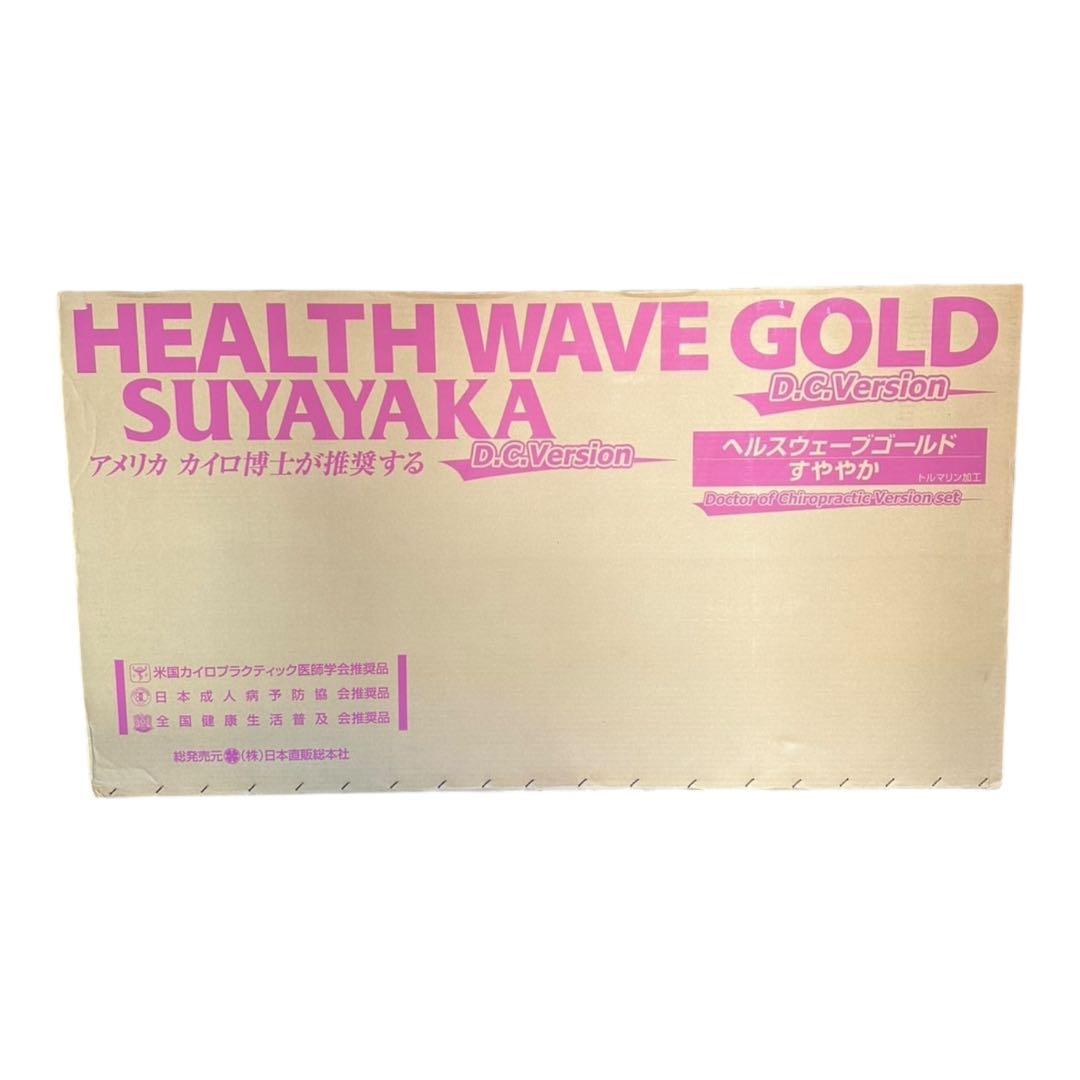 HEALTH WAVE GOLD
D.C.Version
SUYAYAKA
D.C.Version
アメリカ カイロ博士が推奨する
ヘルスウェーブゴールド
すややか
トルマリン加工
Doctor of Chiropractic Version set
米国カイロプラクティック医師学会推奨品
日本成人病予防協会推奨品
全国健康生活普及会推奨品
総発売元 (株)日本直販総本社